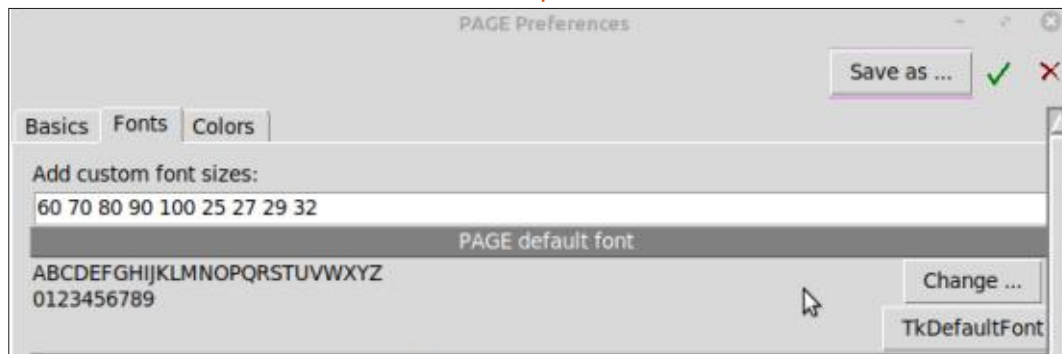 PAGE Preferences
Save as ...
Basics Fonts Colors
Add custom font sizes:
60 70 80 90 100 25 27 29 32
PAGE default font
ABCDEFGHIJKLMNOPQRSTUVWXYZ
0123456789
Change ...
TkDefaultFont